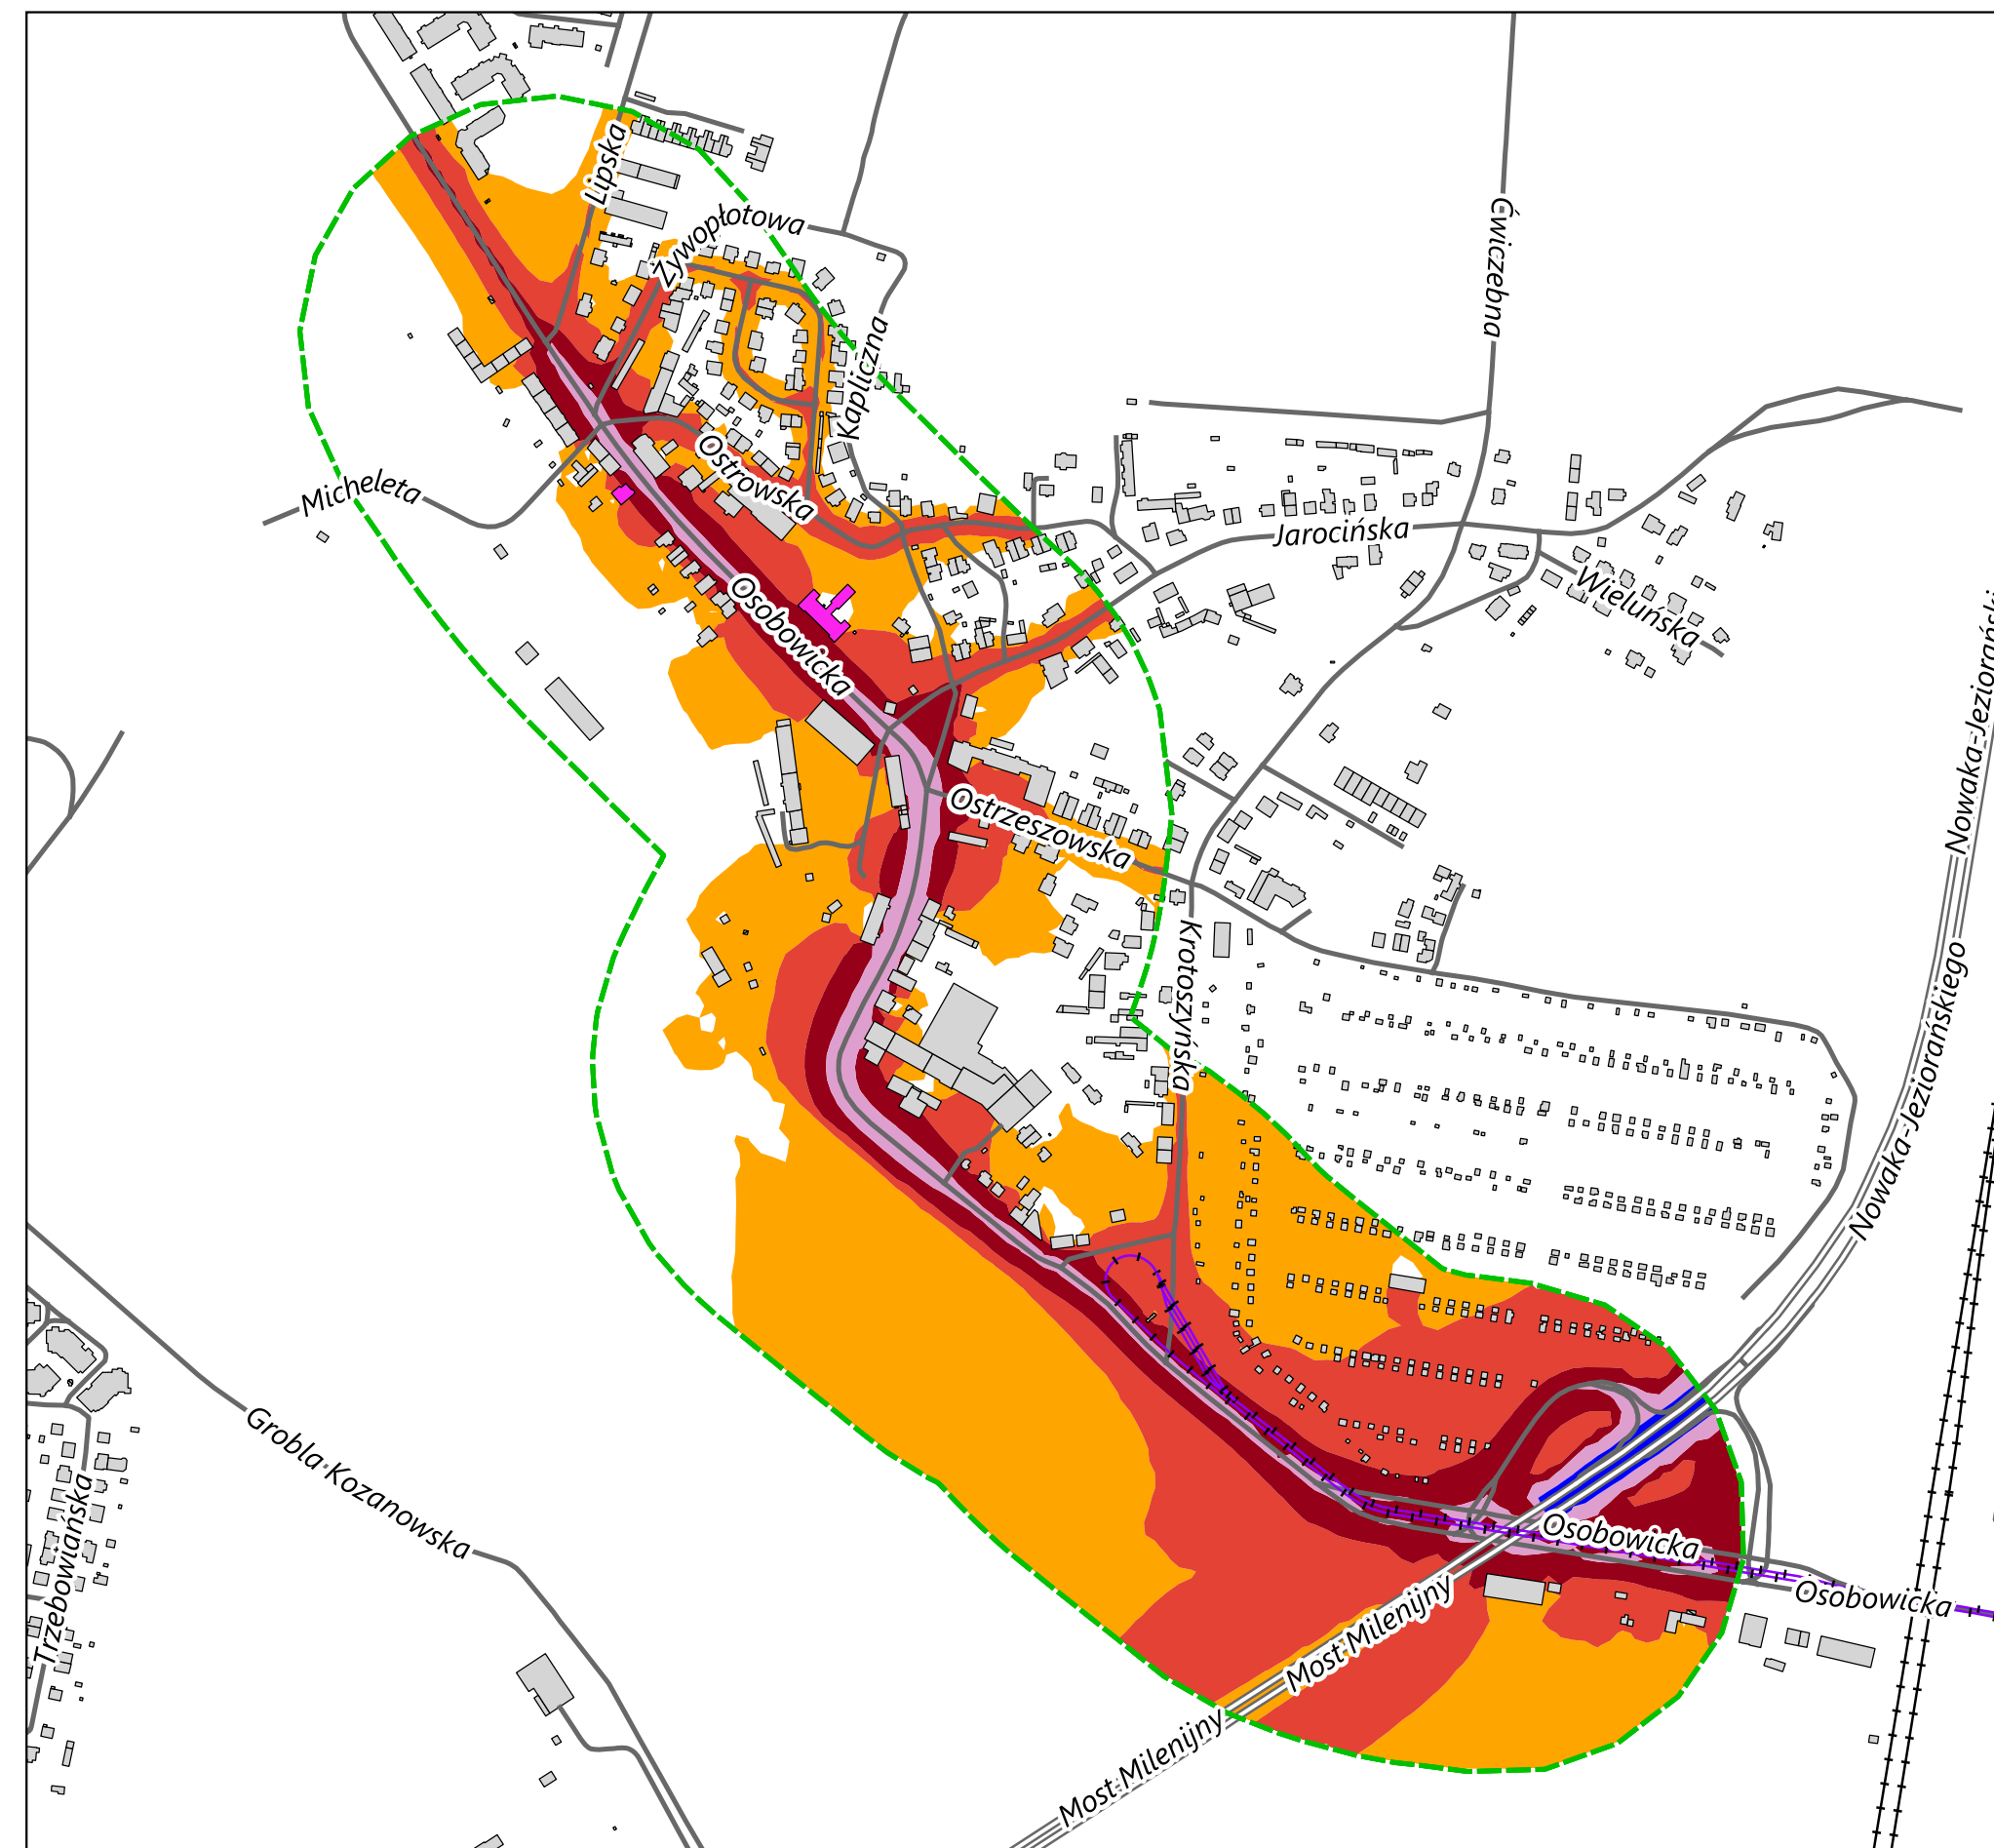 Lipska
Żywopłotowa
Ćwiczebna
Kapliczna
Micheleta
Ostrowska
Jarocińska
Wieluńska
Osobowicka
Nowaka-Jeziorański
Ostrzeszowska
Krotoszyńska
Nowaka-Jeziorańskiego
Grobla Kozanowska
Trzebowiańska
Osobowicka
Osobowicka
Most Milenijny
Most Milenijny